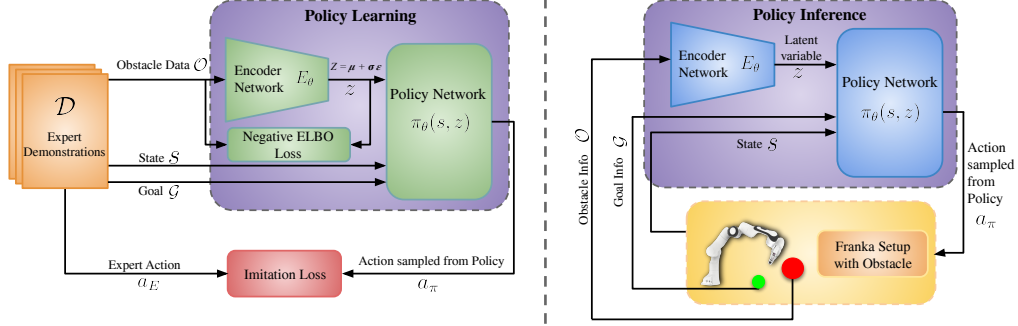 Policy Learning
Obstacle Data 𝒪
Encoder
Network
E_θ
Z = μ + σ ε
z
Policy Network
π_θ(s, z)
𝒟
Expert
Demonstrations
Negative ELBO
Loss
State S
Goal 𝒢
Expert Action
a_E
Imitation Loss
Action sampled from Policy
a_π
Policy Inference
Encoder
Network
E_θ
Latent
variable
z
Policy Network
π_θ(s, z)
State S
Obstacle Info 𝒪
Goal Info 𝒢
Action
sampled
from
Policy
a_π
Franka Setup
with Obstacle